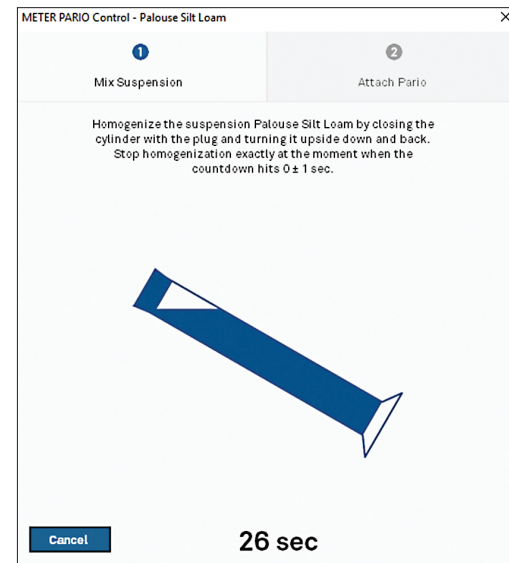 METER PARIO Control - Palouse Silt Loam
1
Mix Suspension
2
Attach Pario
Homogenize the suspension Palouse Silt Loam by closing the
cylinder with the plug and turning it upside down and back.
Stop homogenization exactly at the moment when the
countdown hits 0 ± 1 sec.
Cancel
26 sec